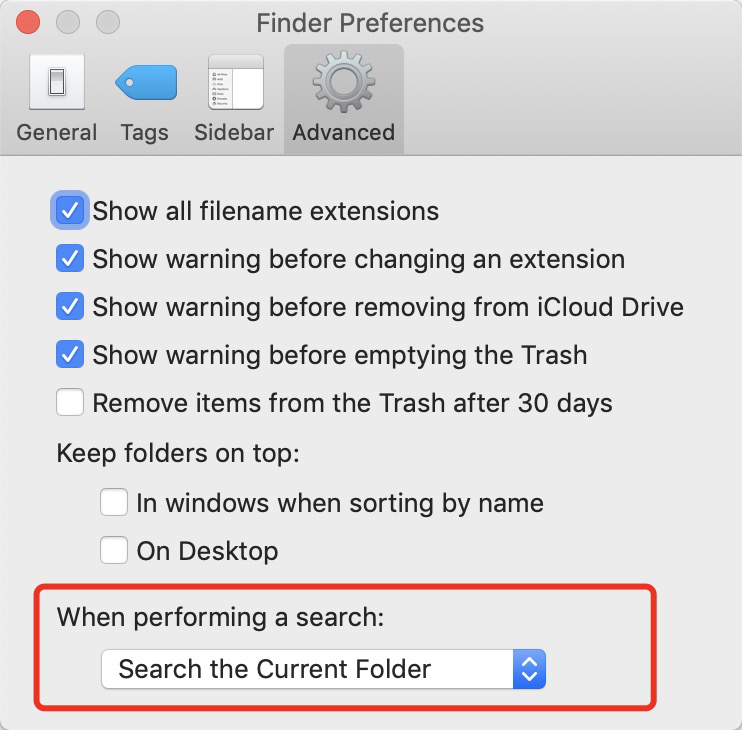 Finder Preferences
General Tags Sidebar Advanced
Show all filename extensions
Show warning before changing an extension
Show warning before removing from iCloud Drive
Show warning before emptying the Trash
Remove items from the Trash after 30 days
Keep folders on top:
In windows when sorting by name
On Desktop
When performing a search:
Search the Current Folder